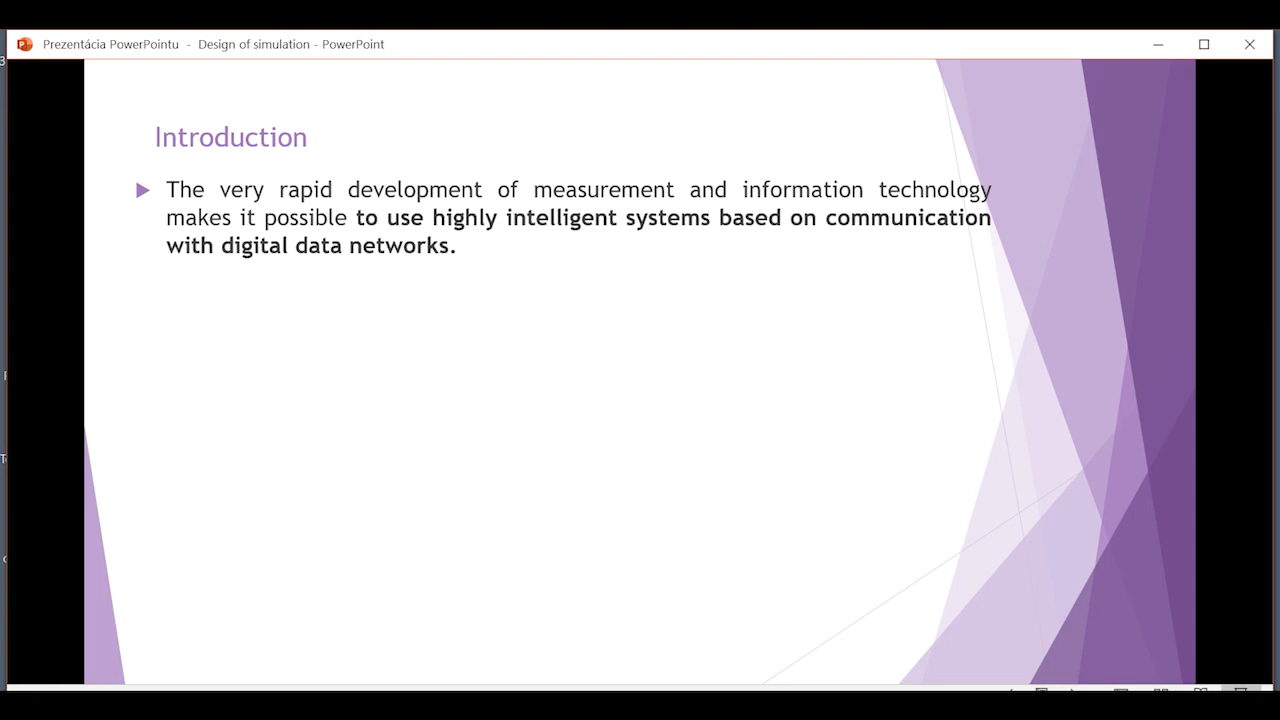 Prezentácia PowerPointu - Design of simulation - PowerPoint
Introduction
The very rapid development of measurement and information technology
makes it possible to use highly intelligent systems based on communication
with digital data networks.